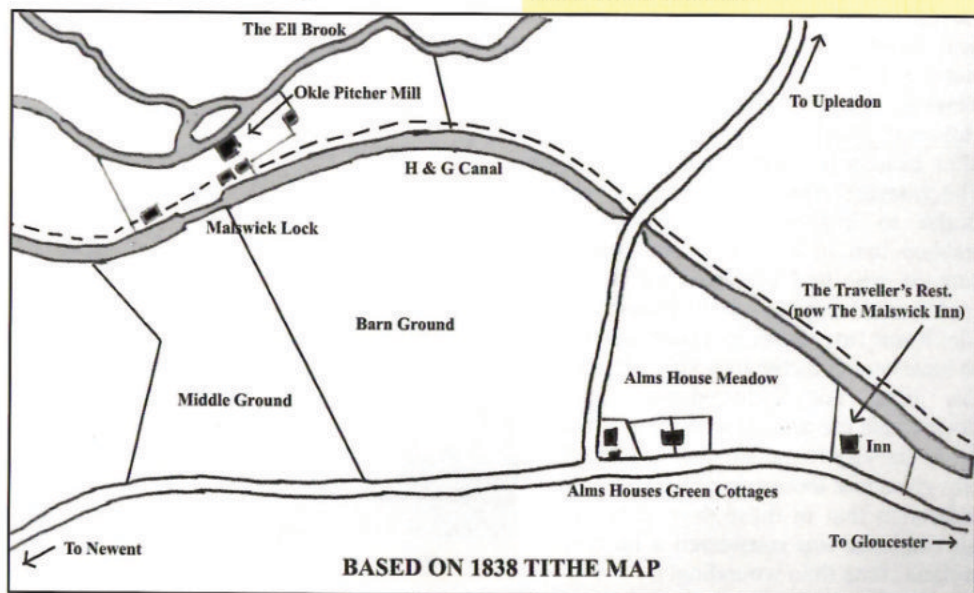 The Ell Brook
Okle Pitcher Mill
To Upleadon
H & G Canal
Malswick Lock
The Traveller's Rest.
(now The Malswick Inn)
Barn Ground
Alms House Meadow
Middle Ground
Inn
Alms Houses Green Cottages
To Newent
To Gloucester
BASED ON 1838 TITHE MAP